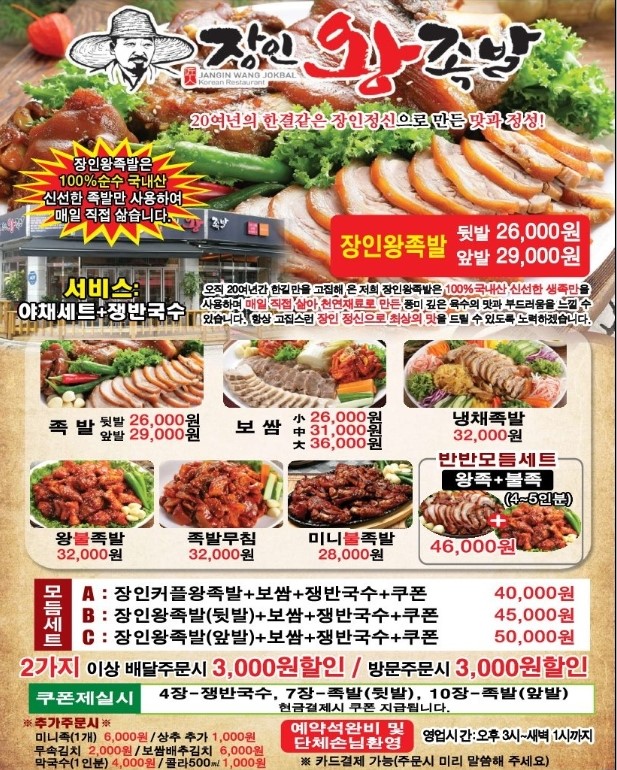 장인 왕족발
JANGIN WANG JOKBAL
Korean Restaurant
20여년의 한결같은 장인정신으로 만든 맛과 정성!
장인왕족발은
100%순수 국내산
신선한 족발만 사용하여
매일 직접 삶습니다.
장인왕족발 뒷발 26,000원
앞발 29,000원
서비스:
야채세트+쟁반국수
오직 20여년간 한길만을 고집해 온 저희 장인왕족발은 100%국내산 신선한 생족만을
사용하며 매일 직접 삶아 천연재료로 만든, 풍미 깊은 육수의 맛과 부드러움을 느낄 수
있습니다. 항상 고집스런 장인 정신으로 최상의 맛을 드릴 수 있도록 노력하겠습니다.
족발 뒷발 26,000원
앞발 29,000원
보쌈 小 26,000원
中 31,000원
大 36,000원
냉채족발
32,000원
왕불족발
32,000원
족발무침
32,000원
미니불족발
28,000원
반반모듬세트
왕족+불족
(4~5인분)
+
46,000원
모듬세트
A : 장인커플왕족발+보쌈+쟁반국수+쿠폰 40,000원
B : 장인왕족발(뒷발)+보쌈+쟁반국수+쿠폰 45,000원
C : 장인왕족발(앞발)+보쌈+쟁반국수+쿠폰 50,000원
2가지 이상 배달주문시 3,000원할인 / 방문주문시 3,000원할인
쿠폰제실시 4장-쟁반국수, 7장-족발(뒷발), 10장-족발(앞발)
현금결제시 쿠폰 지급됩니다.
※추가주문시※
미니족(1개) 6,000원 / 상추 추가 1,000원
무속김치 2,000원 / 보쌈배추김치 6,000원
막국수(1인분) 4,000원 / 콜라500ml 1,000원
예약석완비 및
단체손님환영
영업시간:오후 3시~새벽 1시까지
※ 카드결제 가능(주문시 미리 말씀해 주세요)